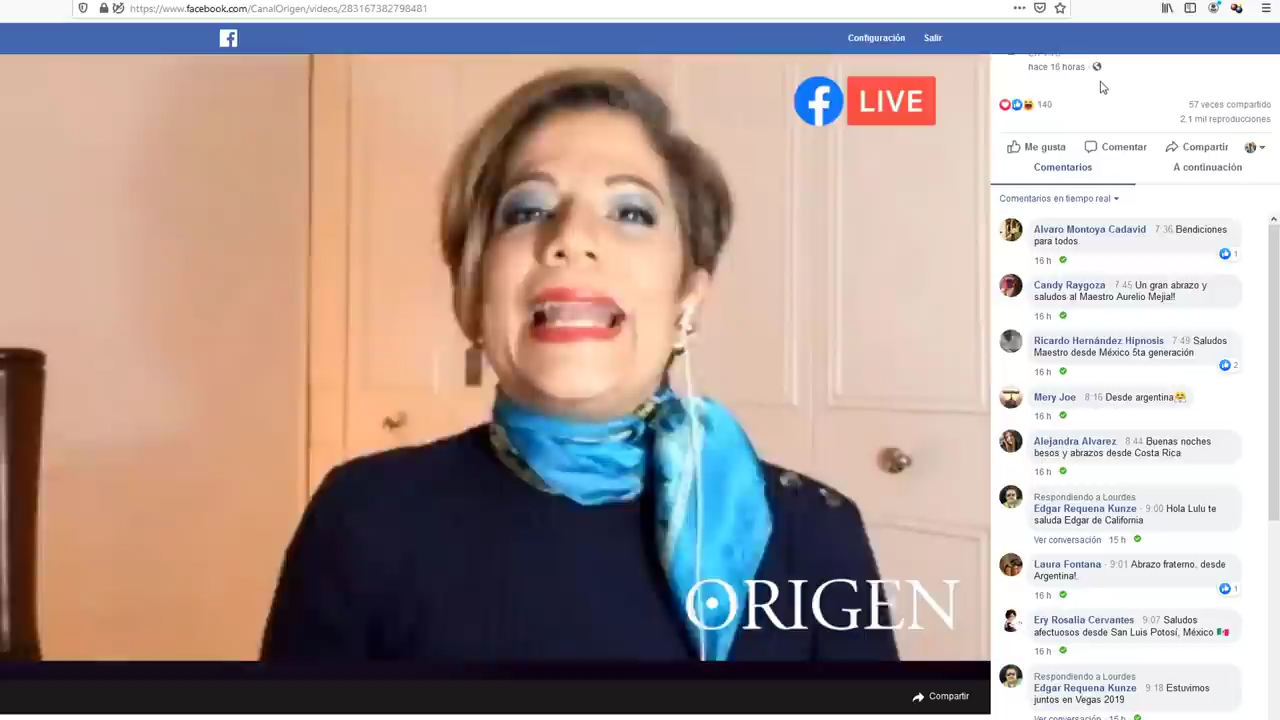 https://www.facebook.com/CanalOrigen/videos/283167382798481
Configuración
Salir
LIVE
ORIGEN
Compartir
hace 16 horas ·
140
57 veces compartido
2.1 mil reproducciones
Me gusta
Comentar
Compartir
Comentarios
A continuación
Comentarios en tiempo real
Alvaro Montoya Cadavid · 7:36 Bendiciones
para todos
1
16 h
Candy Raygoza · 7:45 Un gran abrazo y
saludos al Maestro Aurelio Mejia!!
16 h
Ricardo Hernández Hipnosis · 7:49 Saludos
Maestro desde México 5ta generación
2
16 h
Mery Joe · 8:16 Desde argentina🤗
16 h
Alejandra Alvarez · 8:44 Buenas noches
besos y abrazos desde Costa Rica
16 h
Respondiendo a Lourdes
Edgar Requena Kunze · 9:00 Hola Lulu te
saluda Edgar de California
Ver conversación · 15 h
Laura Fontana · 9:01 Abrazo fraterno, desde
Argentina!.
1
16 h
Ery Rosalia Cervantes · 9:07 Saludos
afectuosos desde San Luis Potosí, México 🇲🇽
16 h
Respondiendo a Lourdes
Edgar Requena Kunze · 9:18 Estuvimos
juntos en Vegas 2019
Ver conversación · 15 h